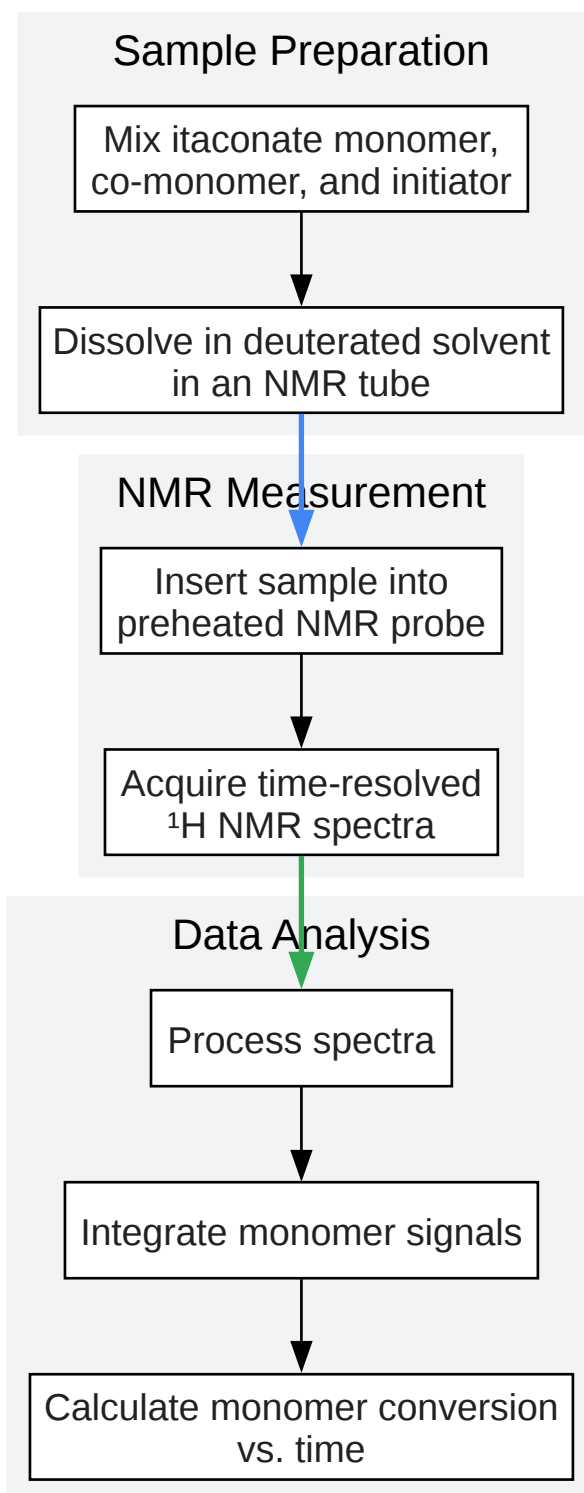 Sample Preparation
Mix itaconate monomer,
co-monomer, and initiator
Dissolve in deuterated solvent
in an NMR tube
NMR Measurement
Insert sample into
preheated NMR probe
Acquire time-resolved
¹H NMR spectra
Data Analysis
Process spectra
Integrate monomer signals
Calculate monomer conversion
vs. time